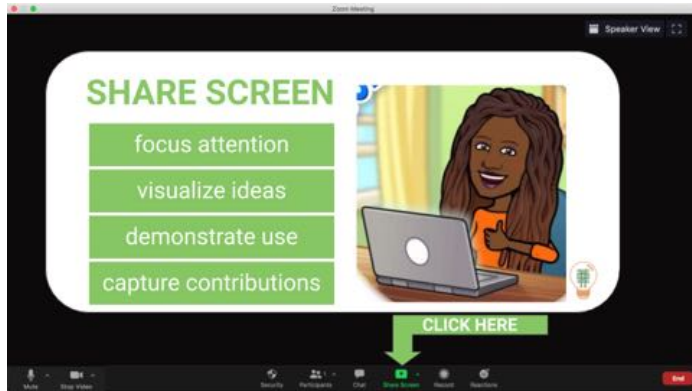 Zoom Meeting
Speaker View
SHARE SCREEN
focus attention
visualize ideas
demonstrate use
capture contributions
CLICK HERE
Mute
Stop Video
Security
Participants
Chat
Share Screen
Record
Reactions
End